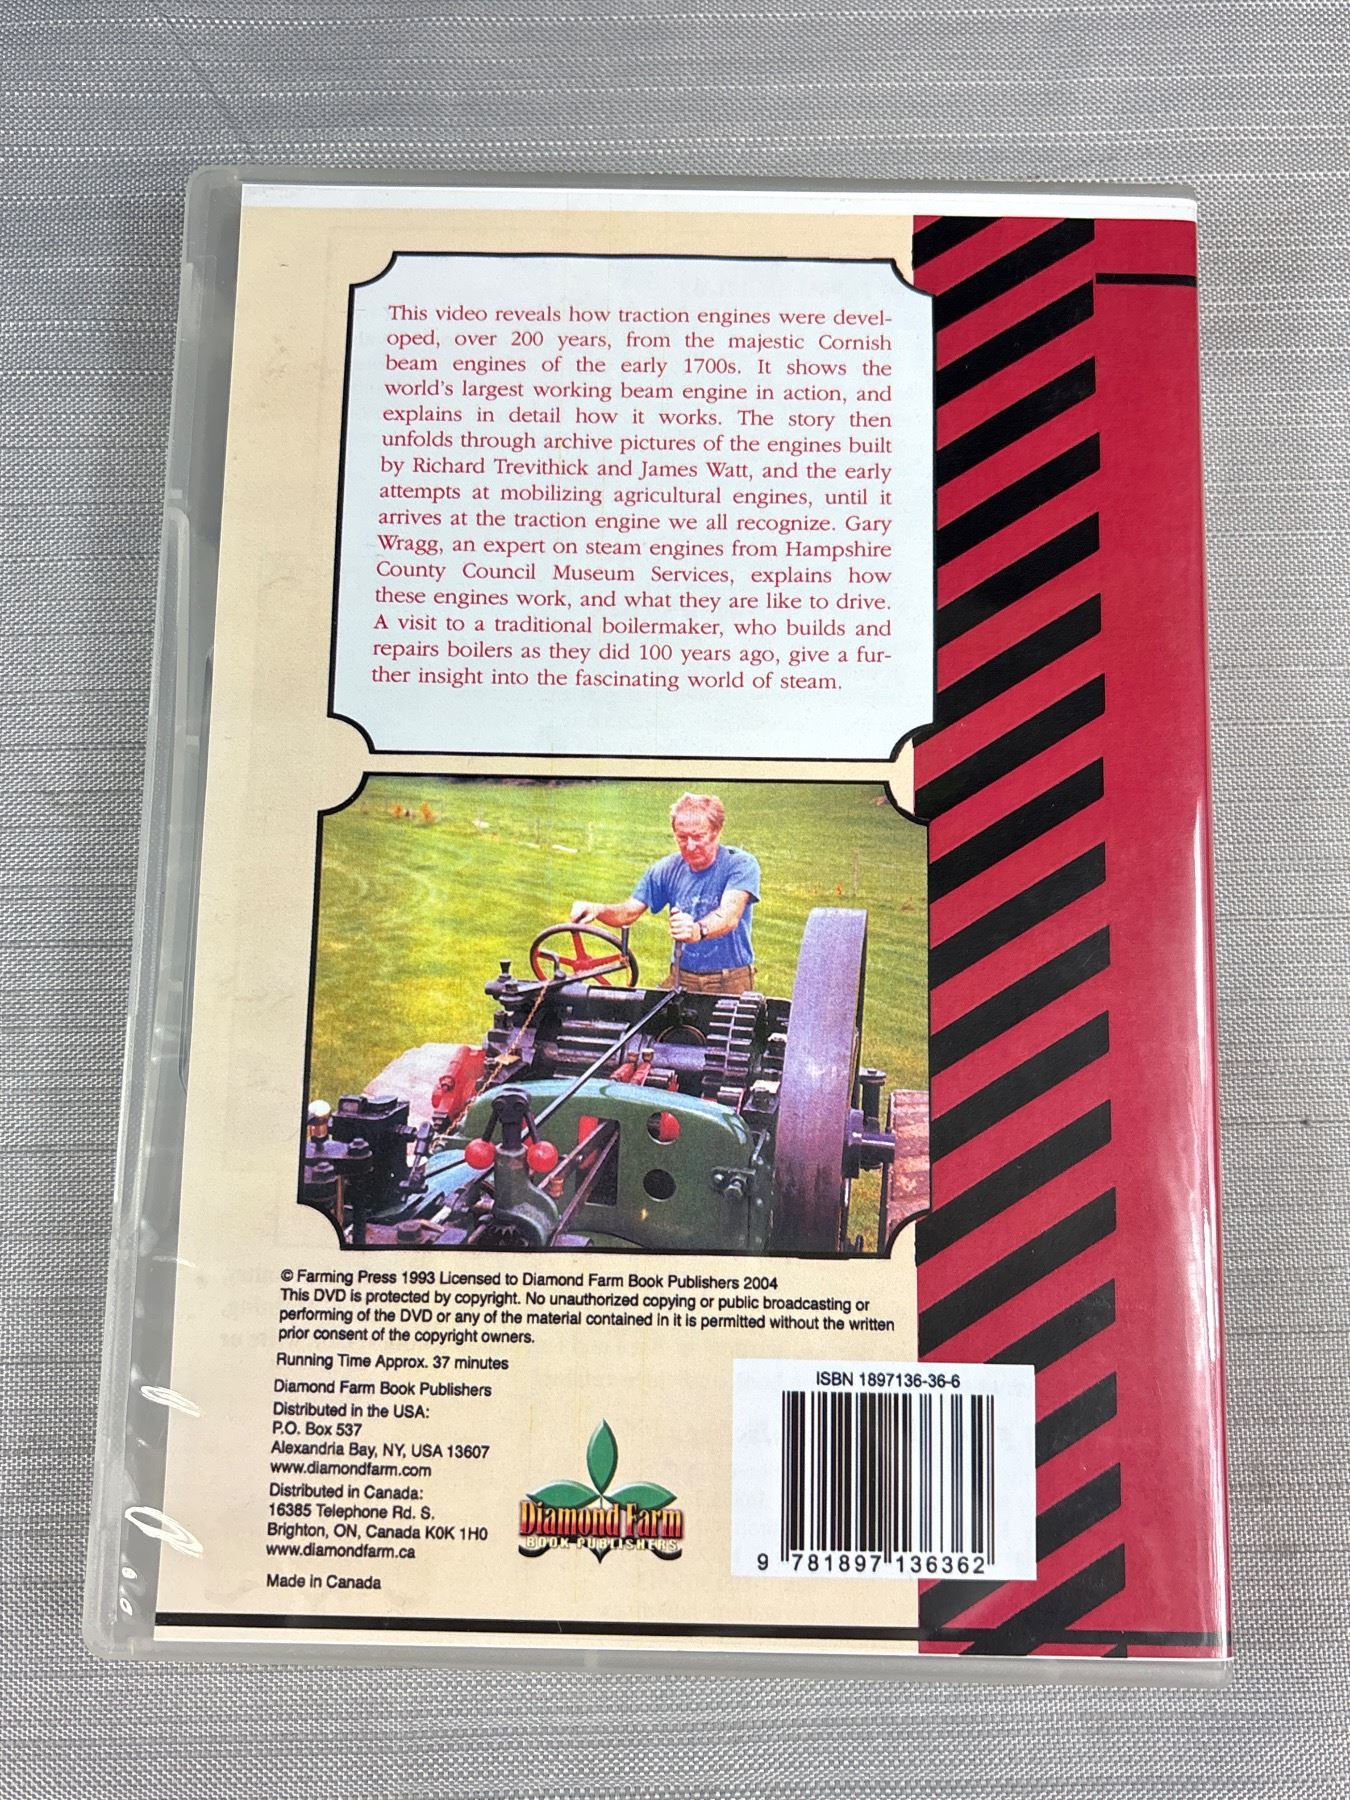 This video reveals how traction engines were devel-
oped, over 200 years, from the majestic Cornish
beam engines of the early 1700s. It shows the
world's largest working beam engine in action, and
explains in detail how it works. The story then
unfolds through archive pictures of the engines built
by Richard Trevithick and James Watt, and the early
attempts at mobilizing agricultural engines, until it
arrives at the traction engine we all recognize. Gary
Wragg, an expert on steam engines from Hampshire
County Council Museum Services, explains how
these engines work, and what they are like to drive.
A visit to a traditional boilermaker, who builds and
repairs boilers as they did 100 years ago, give a fur-
ther insight into the fascinating world of steam.
© Farming Press 1993 Licensed to Diamond Farm Book Publishers 2004
This DVD is protected by copyright. No unauthorized copying or public broadcasting or
performing of the DVD or any of the material contained in it is permitted without the written
prior consent of the copyright owners.
Running Time Approx. 37 minutes
Diamond Farm Book Publishers
Distributed in the USA:
P.O. Box 537
Alexandria Bay, NY, USA 13607
www.diamondfarm.com
Distributed in Canada:
16385 Telephone Rd. S.
Brighton, ON, Canada K0K 1H0
www.diamondfarm.ca
Made in Canada
Diamond Farm
BOOK PUBLISHERS
ISBN 1897136-36-6
9 781897 136362